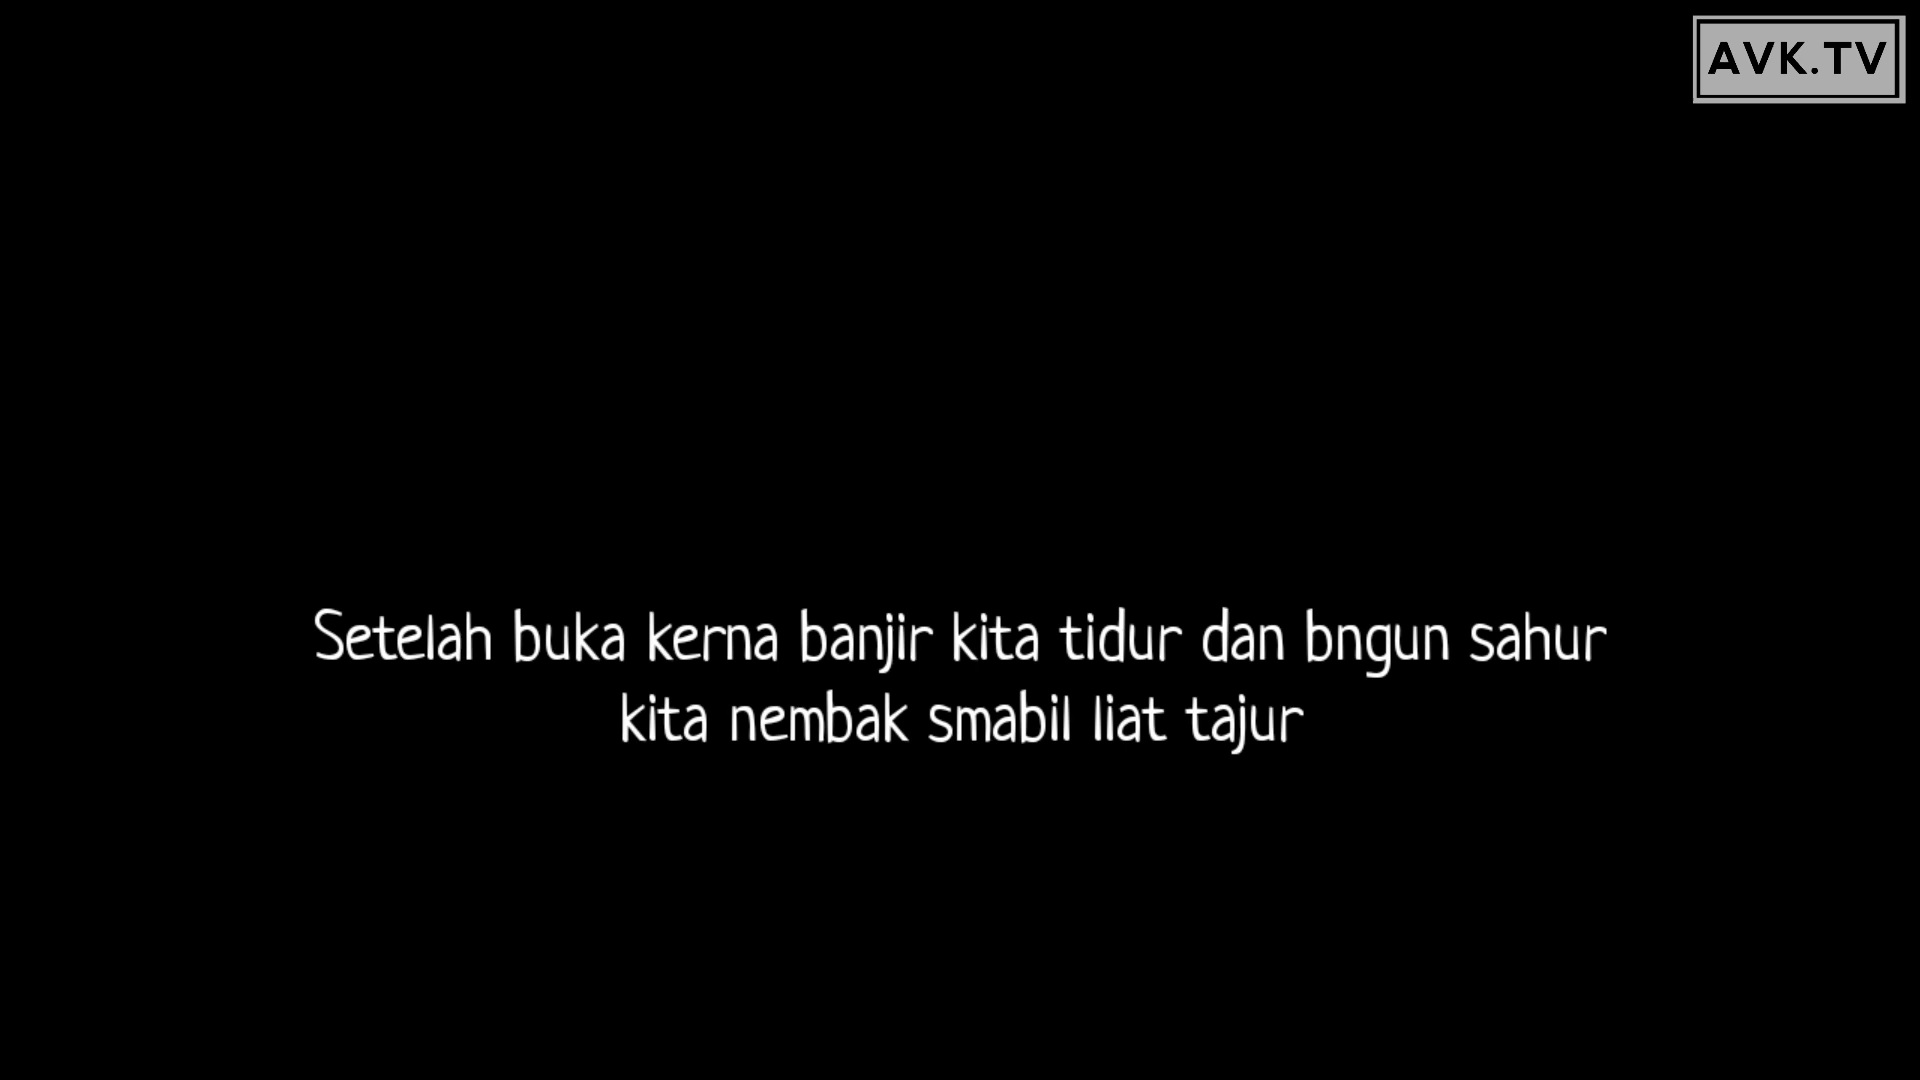 AVK.TV
Setelah buka kerna banjir kita tidur dan bngun sahur
kita nembak smabil liat tajur